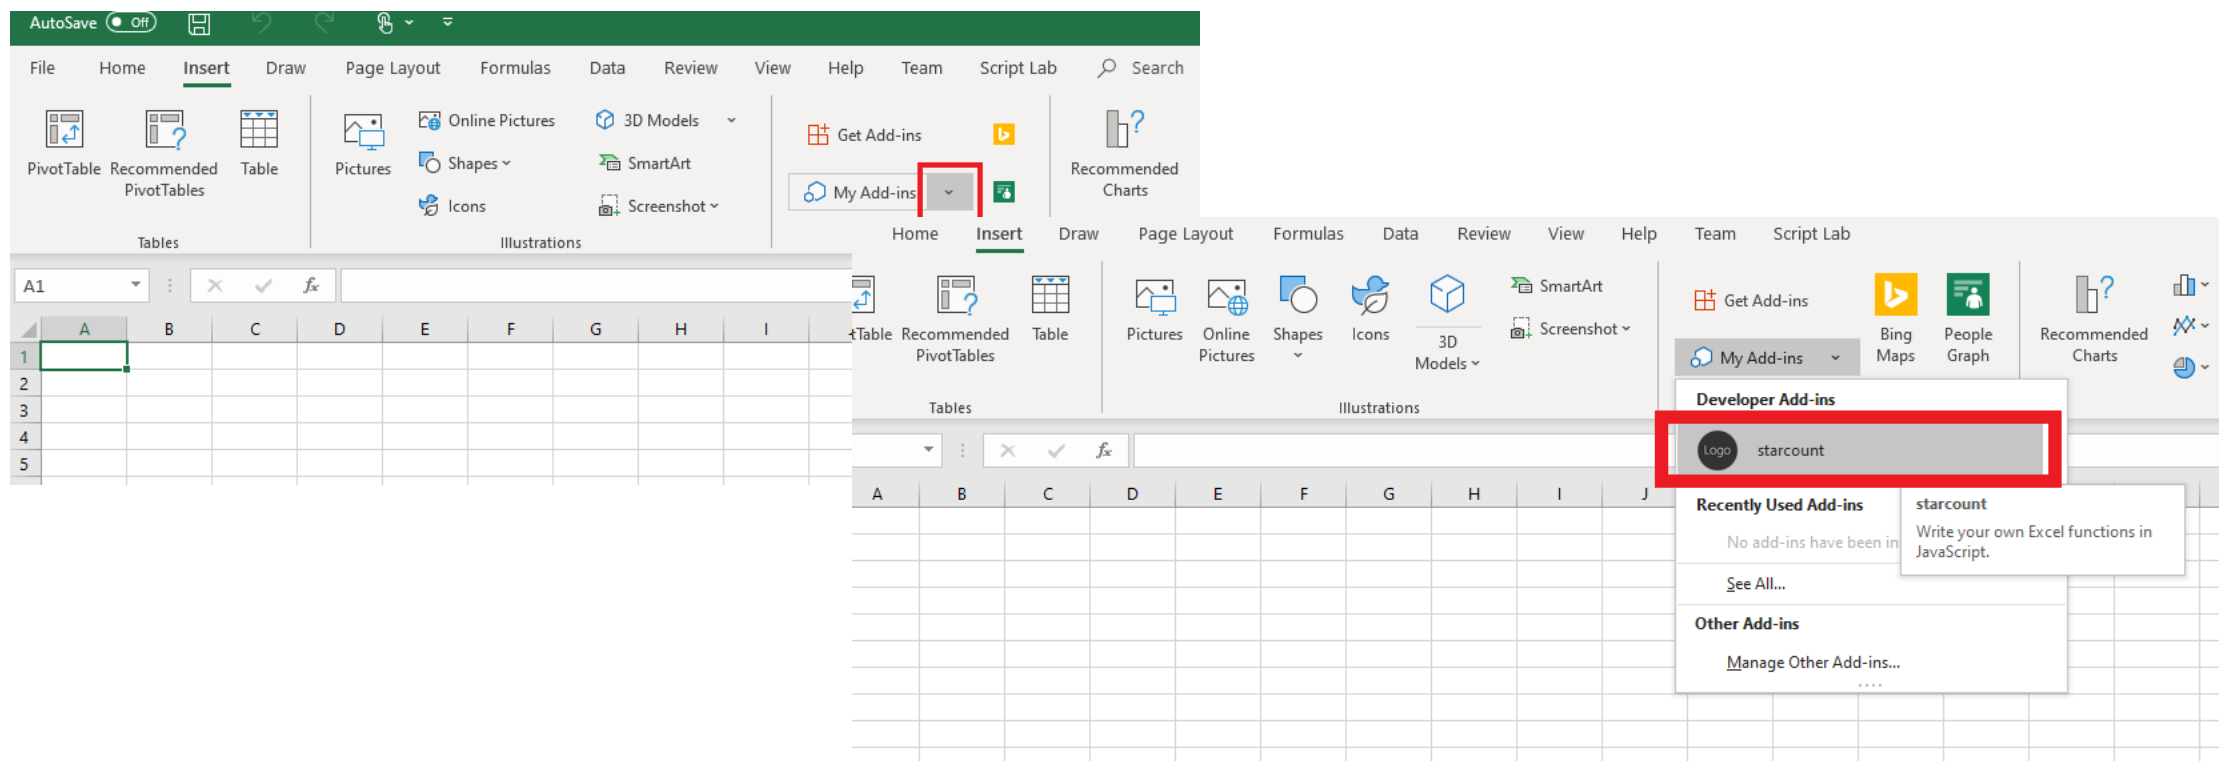 AutoSave Off
File Home Insert Draw Page Layout Formulas Data Review View Help Team Script Lab Search
PivotTable Recommended PivotTables Table
Pictures
Online Pictures
Shapes
Icons
3D Models
SmartArt
Screenshot
Get Add-ins
My Add-ins
Recommended Charts
Tables
Illustrations
A1
fx
A B C D E F G H I
1
2
3
4
5
Home Insert Draw Page Layout Formulas Data Review View Help Team Script Lab
Table Recommended PivotTables Table
Pictures
Online Pictures
Shapes
Icons
3D Models
SmartArt
Screenshot
Get Add-ins
My Add-ins
Bing Maps
People Graph
Recommended Charts
Tables
Illustrations
fx
A B C D E F G H I J
Developer Add-ins
Logo starcount
Recently Used Add-ins
No add-ins have been in
See All...
Other Add-ins
Manage Other Add-ins...
starcount
Write your own Excel functions in
JavaScript.